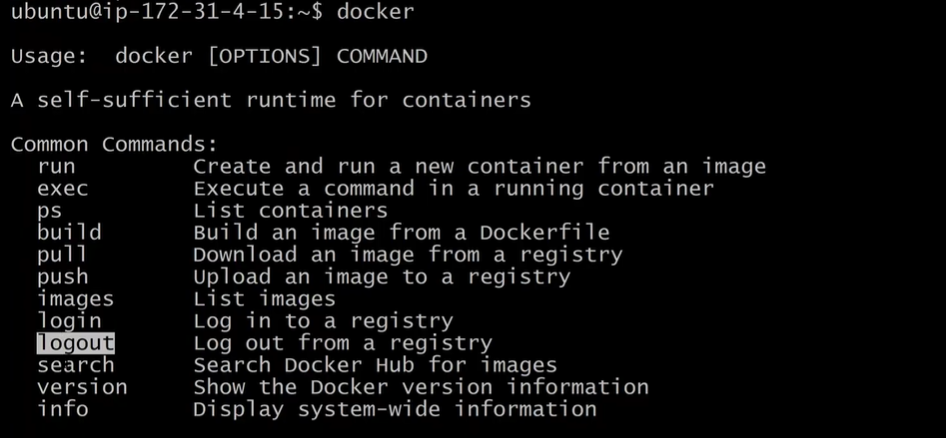 ubuntu@ip-172-31-4-15:~$ docker
Usage:  docker [OPTIONS] COMMAND
A self-sufficient runtime for containers
Common Commands:
  run         Create and run a new container from an image
  exec        Execute a command in a running container
  ps          List containers
  build       Build an image from a Dockerfile
  pull        Download an image from a registry
  push        Upload an image to a registry
  images      List images
  login       Log in to a registry
  logout      Log out from a registry
  search      Search Docker Hub for images
  version     Show the Docker version information
  info        Display system-wide information